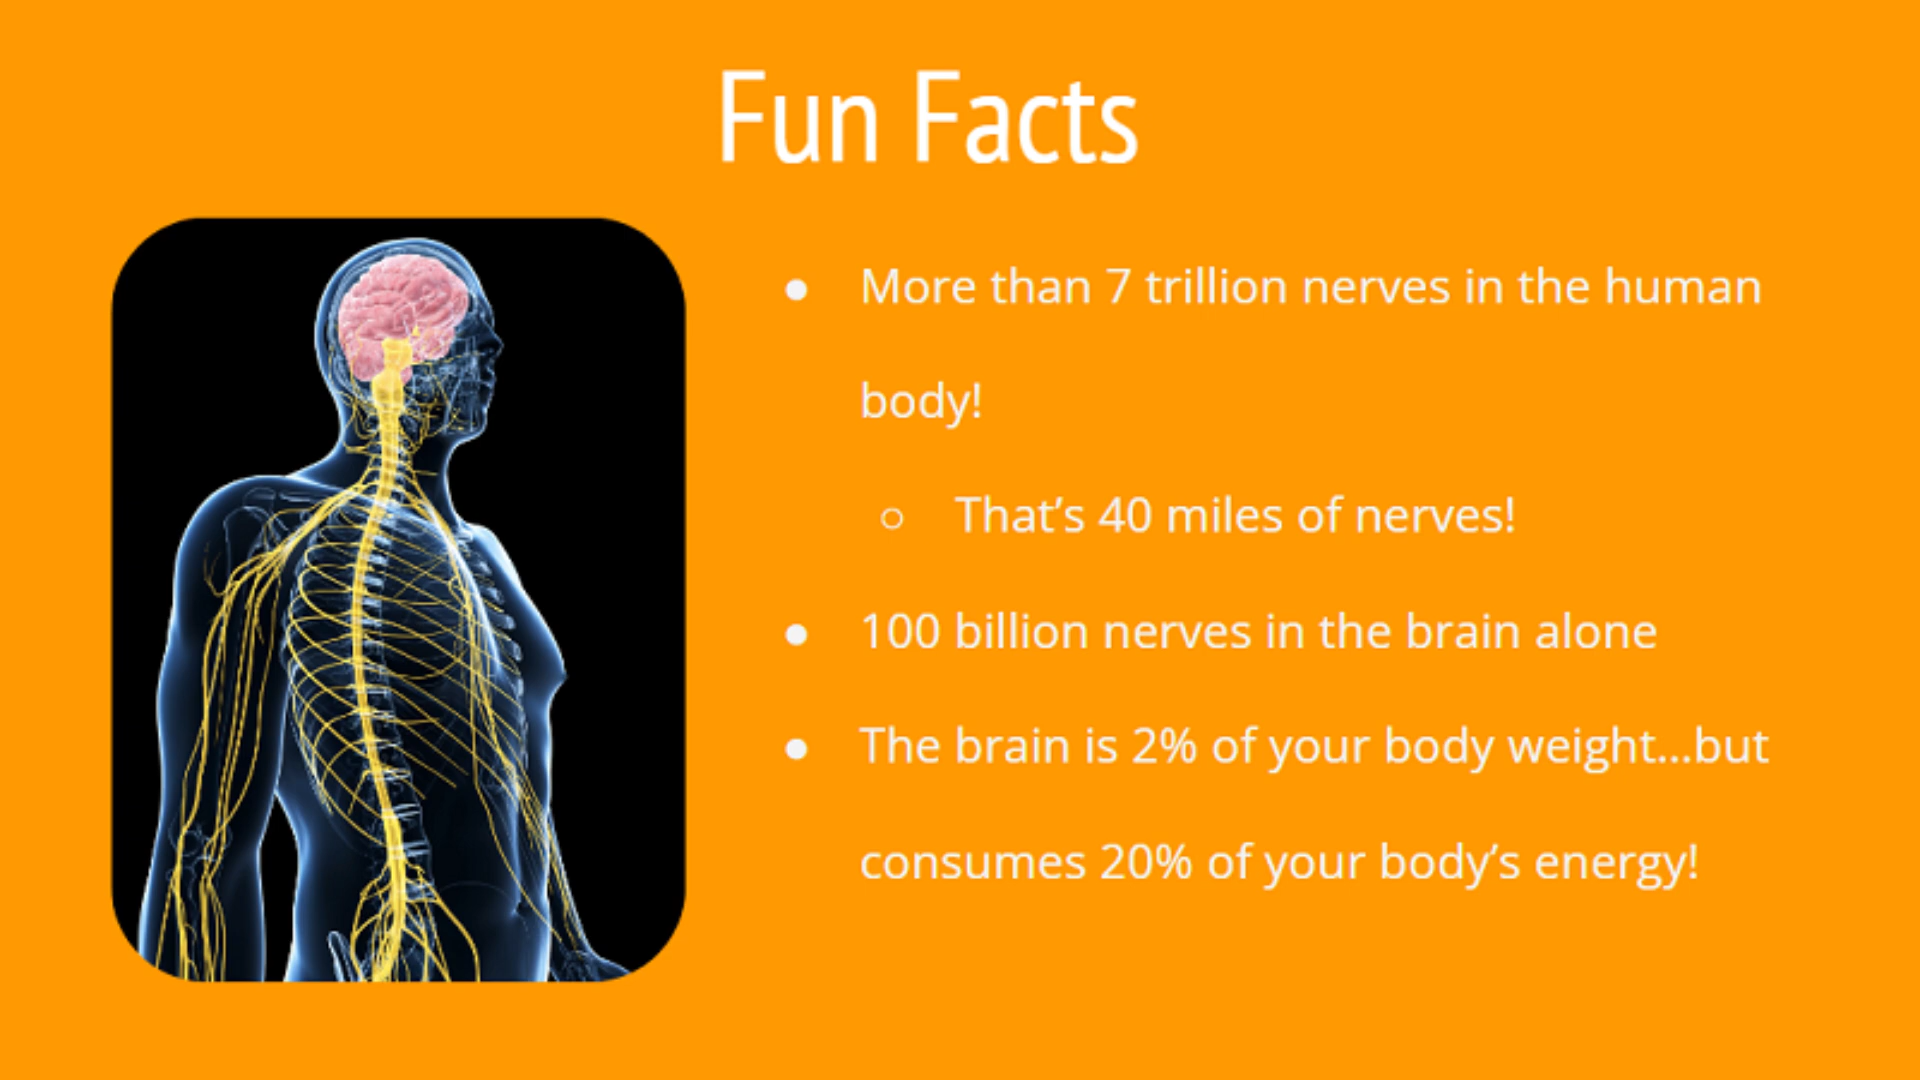 Fun Facts
● More than 7 trillion nerves in the human
body!
○ That’s 40 miles of nerves!
● 100 billion nerves in the brain alone
● The brain is 2% of your body weight...but
consumes 20% of your body’s energy!